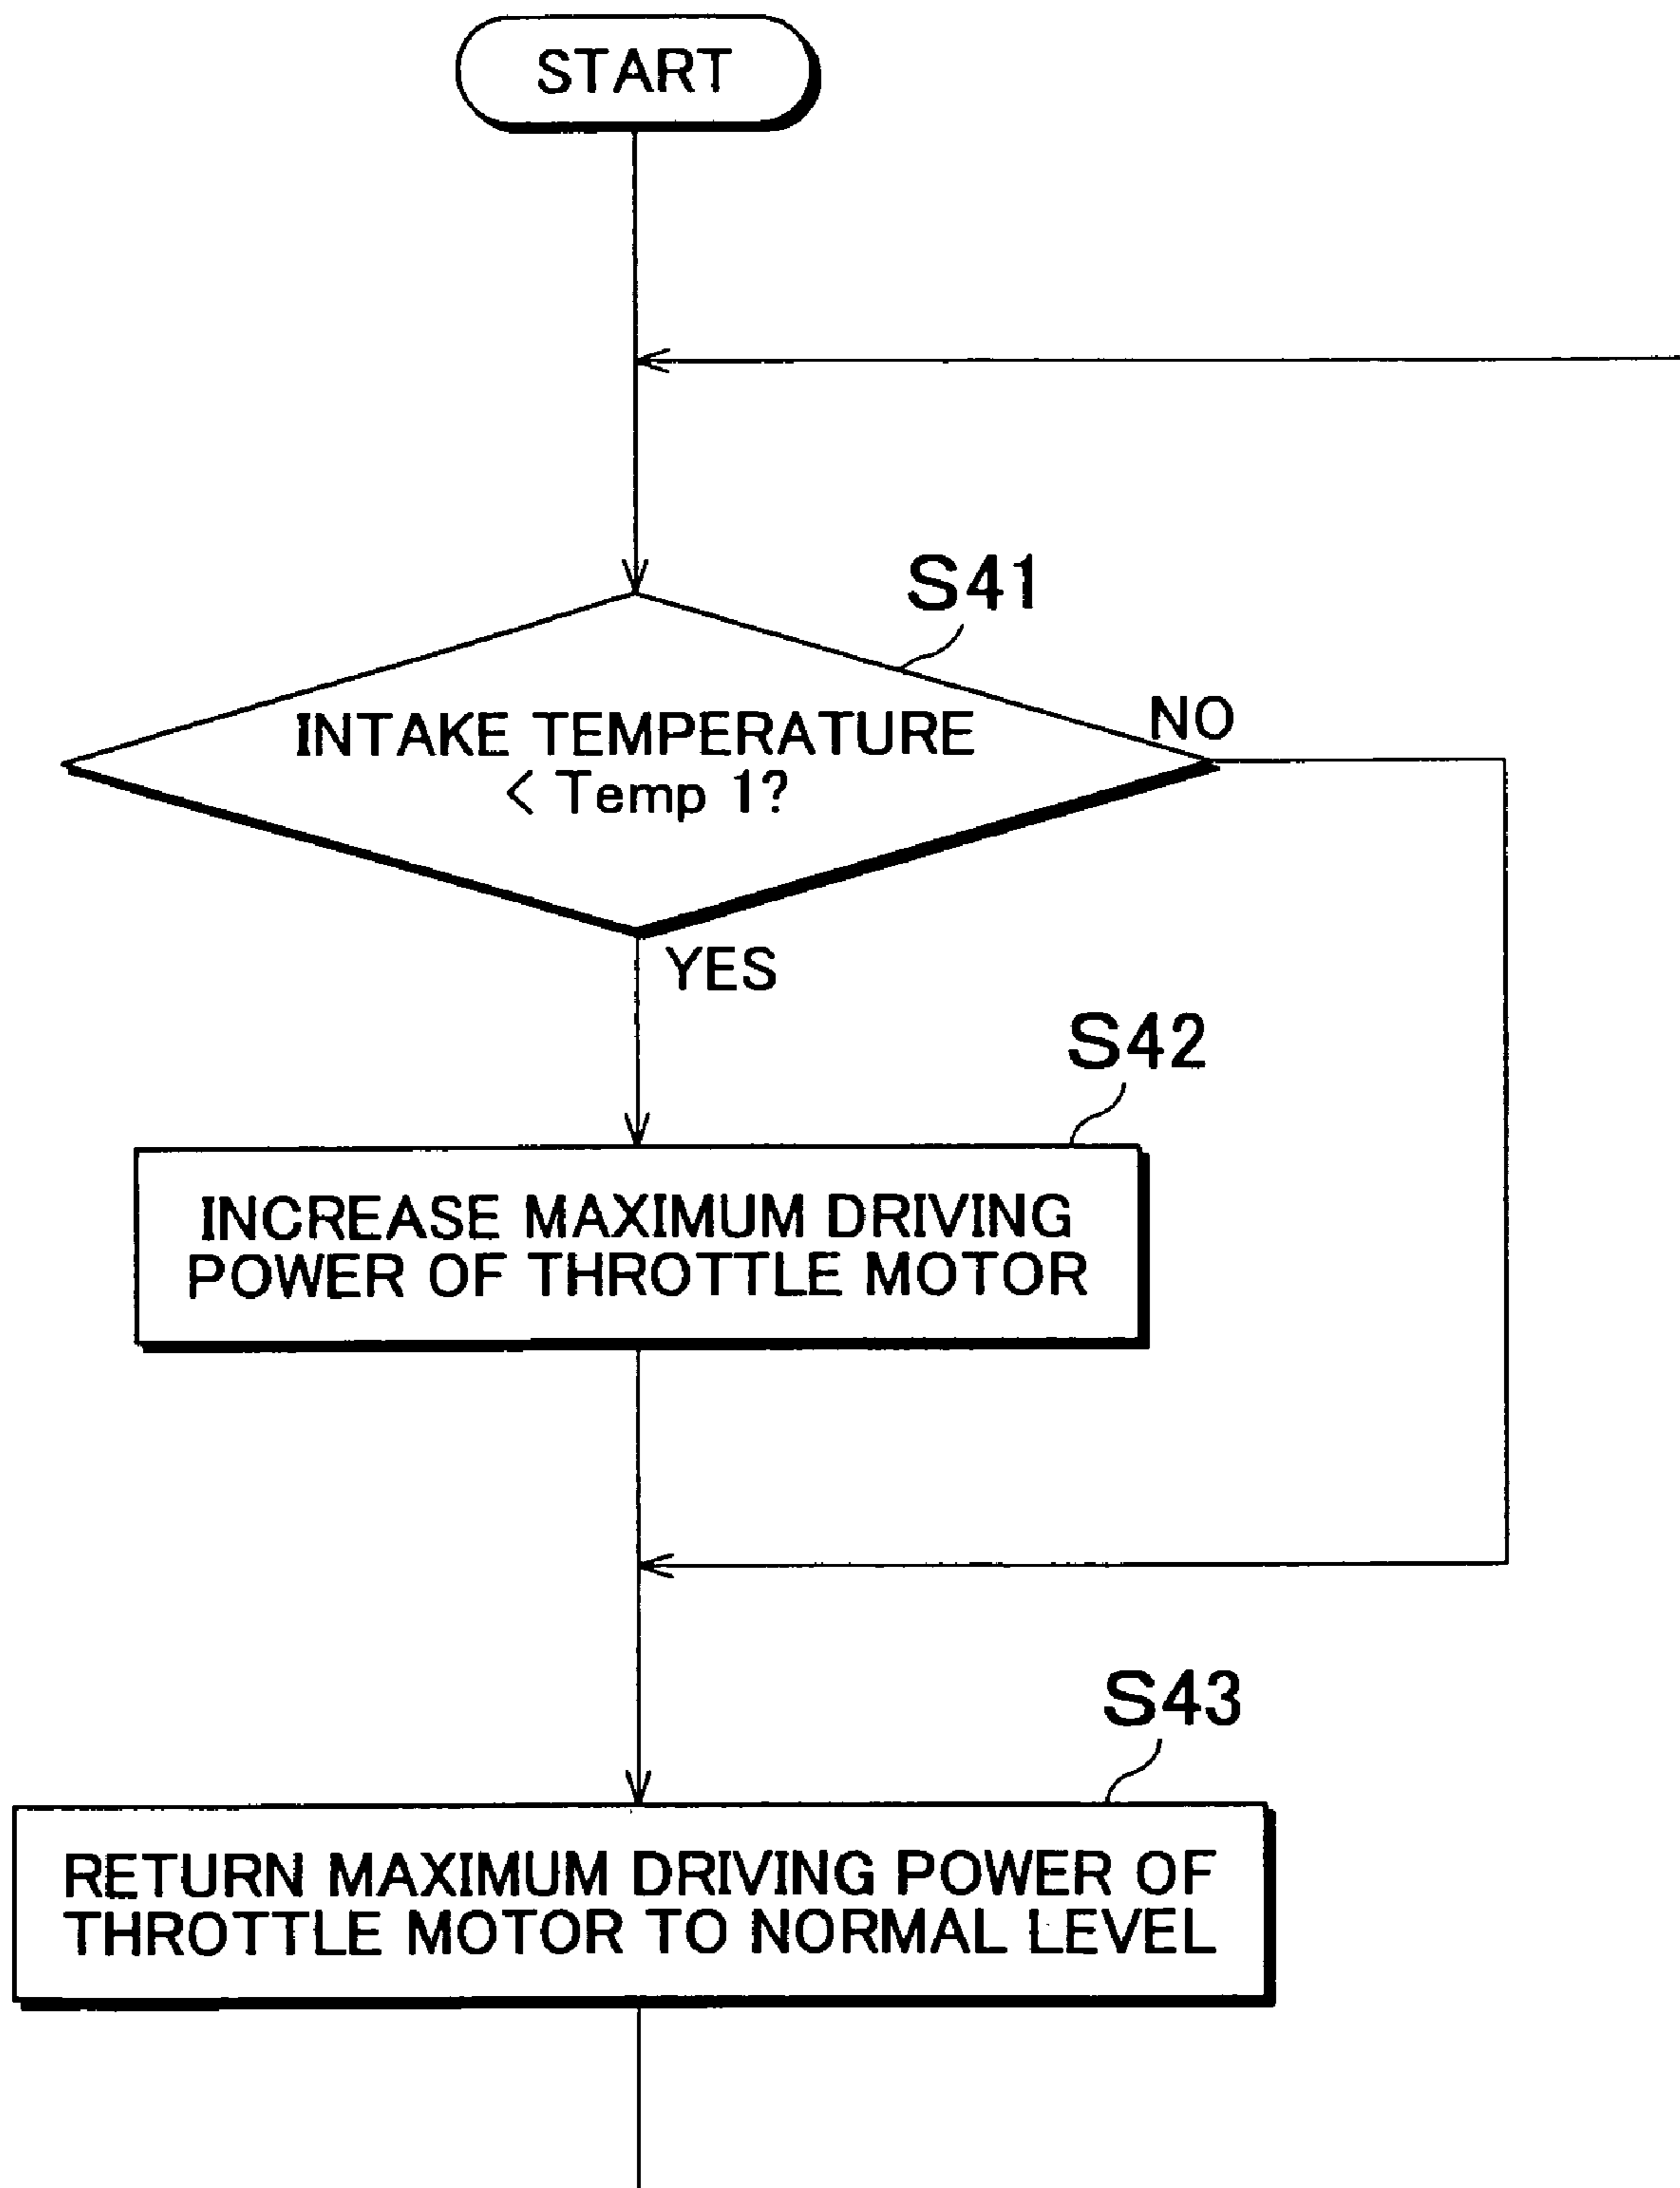 START
S41
INTAKE TEMPERATURE
< Temp 1?
NO
YES
S42
INCREASE MAXIMUM DRIVING
POWER OF THROTTLE MOTOR
S43
RETURN MAXIMUM DRIVING POWER OF
THROTTLE MOTOR TO NORMAL LEVEL